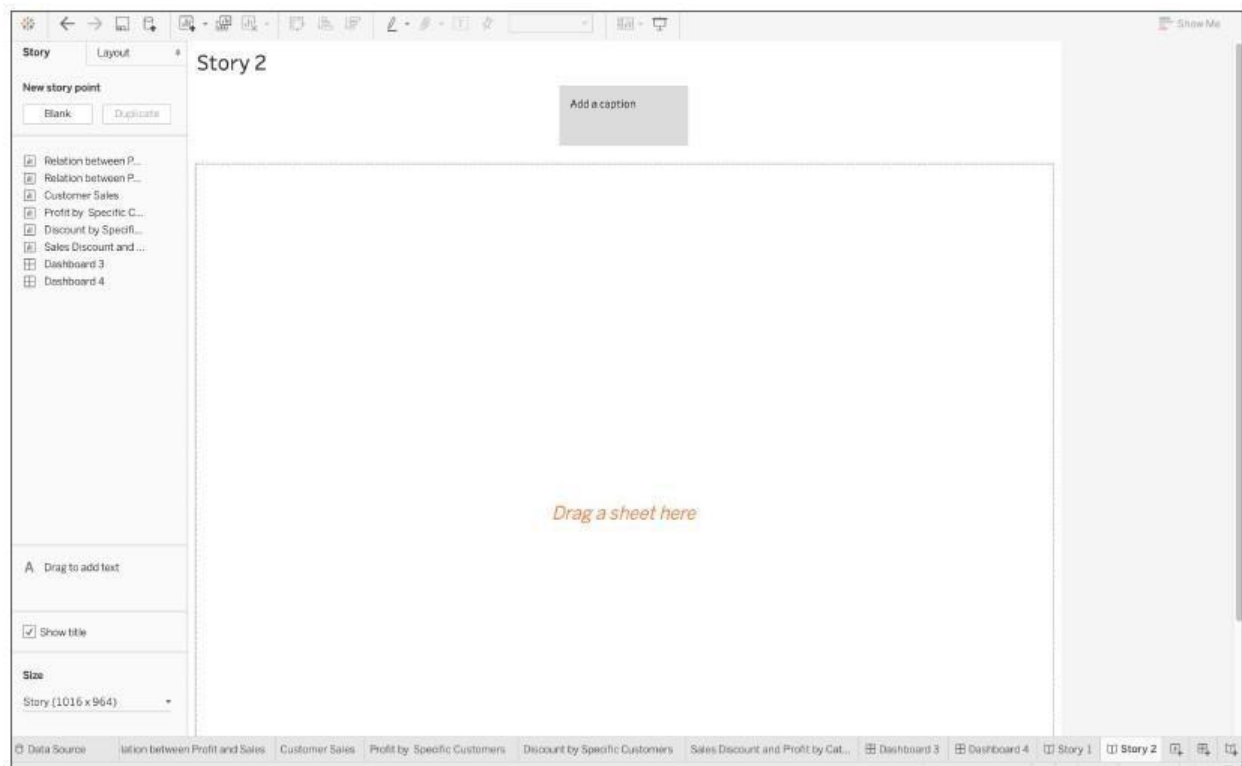 Show Me
Story Layout
Story 2
New story point
Blank Duplicate
Add a caption
Relation between P...
Relation between P...
Customer Sales
Profit by Specific C...
Discount by Specifi...
Sales Discount and ...
Dashboard 3
Dashboard 4
Drag a sheet here
A Drag to add text
Show title
Size
Story (1016 x 964)
Data Source lation between Profit and Sales Customer Sales Profit by Specific Customers Discount by Specific Customers Sales Discount and Profit by Cat... Dashboard 3 Dashboard 4 Story 1 Story 2